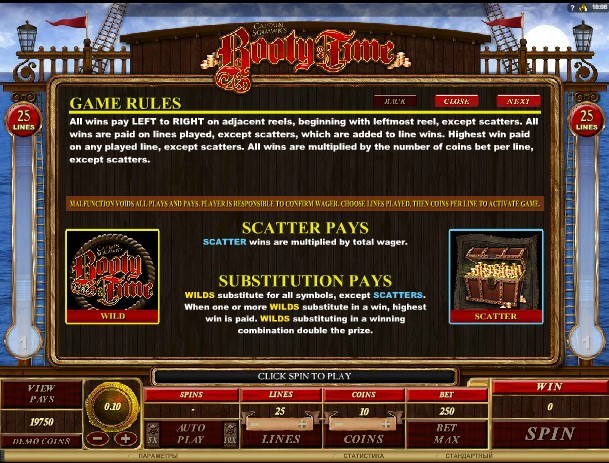 18:06
CAPTAIN
SQUAWK'S
Booty Time
GAME RULES
BACK
CLOSE
NEXT
All wins pay LEFT to RIGHT on adjacent reels, beginning with leftmost reel, except scatters. All
wins are paid on lines played, except scatters, which are added to line wins. Highest win paid
on any played line, except scatters. All wins are multiplied by the number of coins bet per line,
except scatters.
25
LINES
25
LINES
MALFUNCTION VOIDS ALL PLAYS AND PAYS. PLAYER IS RESPONSIBLE TO CONFIRM WAGER. CHOOSE LINES PLAYED, THEN COINS PER LINE TO ACTIVATE GAME.
SCATTER PAYS
SCATTER wins are multiplied by total wager.
CAPTAIN
SQUAWK'S
Booty Time
WILD
SUBSTITUTION PAYS
WILDS substitute for all symbols, except SCATTERS.
When one or more WILDS substitute in a win, highest
win is paid. WILDS substituting in a winning
combination double the prize.
SCATTER
1
1
CLICK SPIN TO PLAY
VIEW
PAYS
19750
DEMO COINS
0.10
SPINS
LINES
COINS
BET
WIN
-
25
10
250
0
5X
AUTO
PLAY
10X
LINES
COINS
BET
MAX
SPIN
ПАРАМЕТРЫ
СТАТИСТИКА
СТАНДАРТНЫЙ